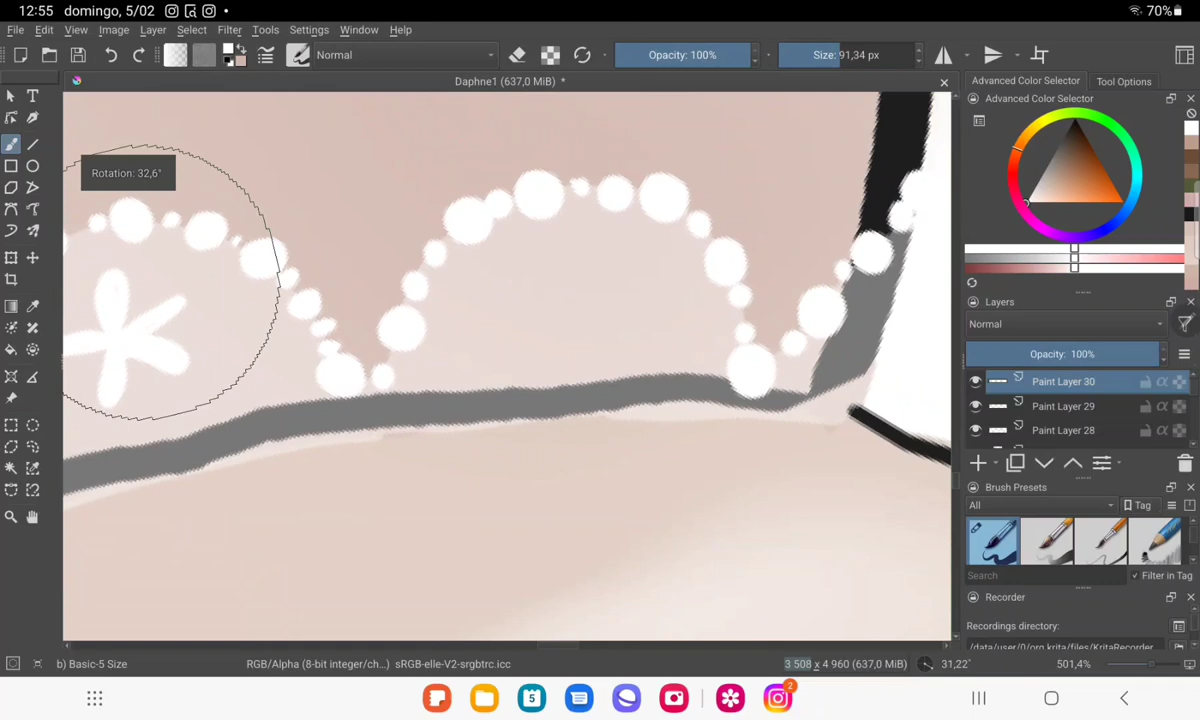 12:55 domingo, 5/02 • 70%
File Edit View Image Layer Select Filter Tools Settings Window Help
Normal Opacity: 100% Size: 91,34 px
Daphne1 (637,0 MiB) *
Advanced Color Selector Tool Options
Advanced Color Selector
Rotation: 32,6°
Layers
Normal
Opacity: 100%
Paint Layer 30
Paint Layer 29
Paint Layer 28
Brush Presets
All Tag
Search Filter in Tag
Recorder
Recordings directory:
/data/user/0/org.krita/files/KritaRecorder
b) Basic-5 Size RGB/Alpha (8-bit integer/ch...) sRGB-elle-V2-srgbtrc.icc 3 508 x 4 960 (637,0 MiB) 31,22° 501,4%
5 2